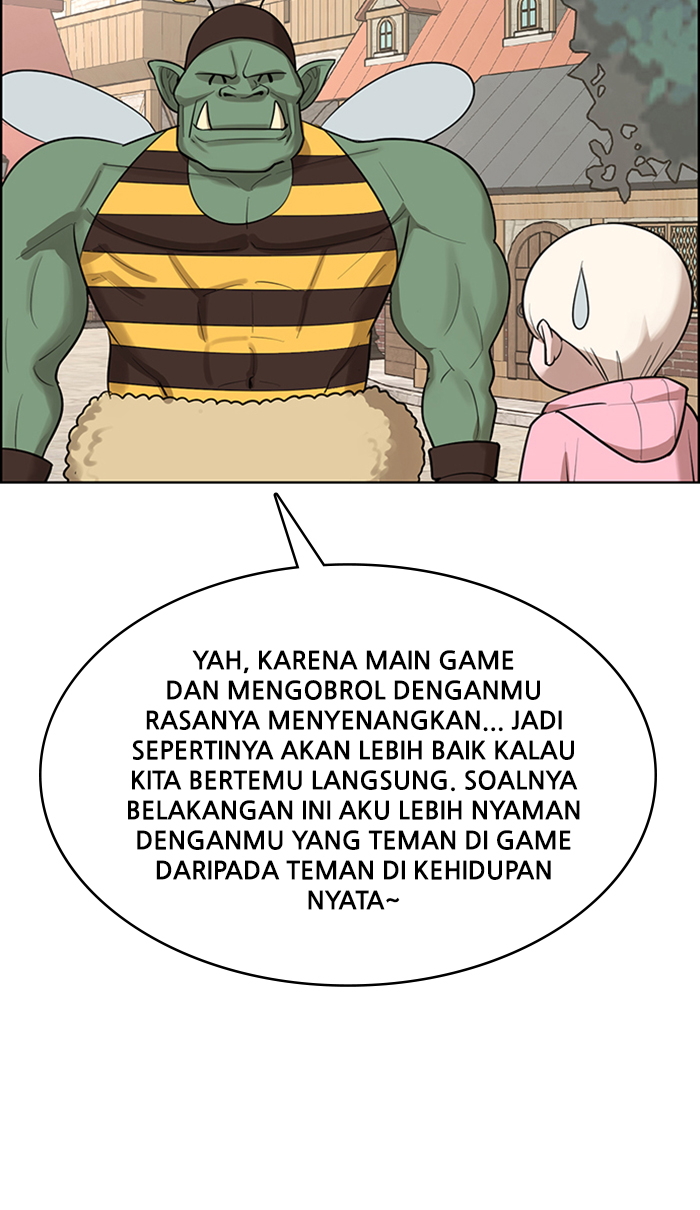 YAH, KARENA MAIN GAME
DAN MENGOBROL DENGANMU
RASANYA MENYENANGKAN... JADI
SEPERTINYA AKAN LEBIH BAIK KALAU
KITA BERTEMU LANGSUNG. SOALNYA
BELAKANGAN INI AKU LEBIH NYAMAN
DENGANMU YANG TEMAN DI GAME
DARIPADA TEMAN DI KEHIDUPAN
NYATA~